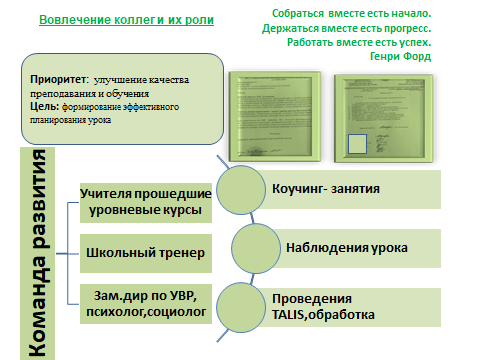 Вовлечение коллег и их роли
Собраться вместе есть начало.
Держаться вместе есть прогресс.
Работать вместе есть успех.
Генри Форд
Приоритет: улучшение качества
преподавания и обучения
Цель: формирование эффективного
планирования урока
Команда развития
Учителя прошедшие
уровневые курсы
Школьный тренер
Зам.дир по УВР,
психолог,социолог
Коучинг- занятия
Наблюдения урока
Проведения
TALIS,обработка